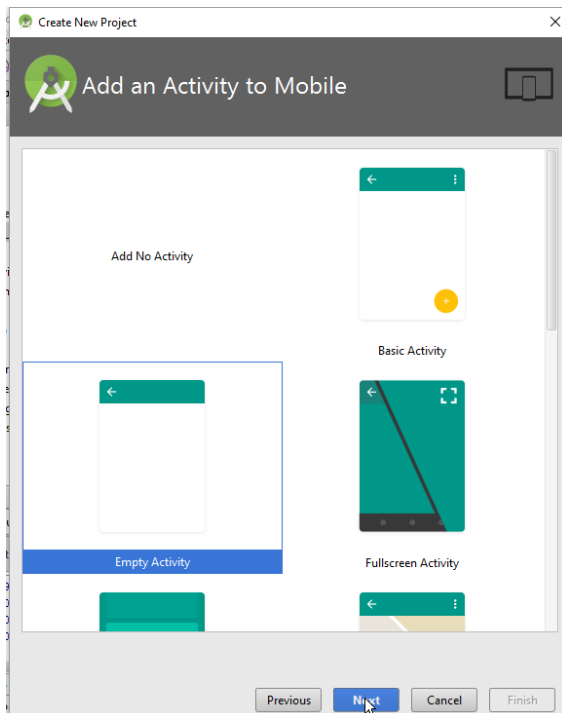 Create New Project
Add an Activity to Mobile
Add No Activity
Basic Activity
Empty Activity
Fullscreen Activity
Previous
Next
Cancel
Finish